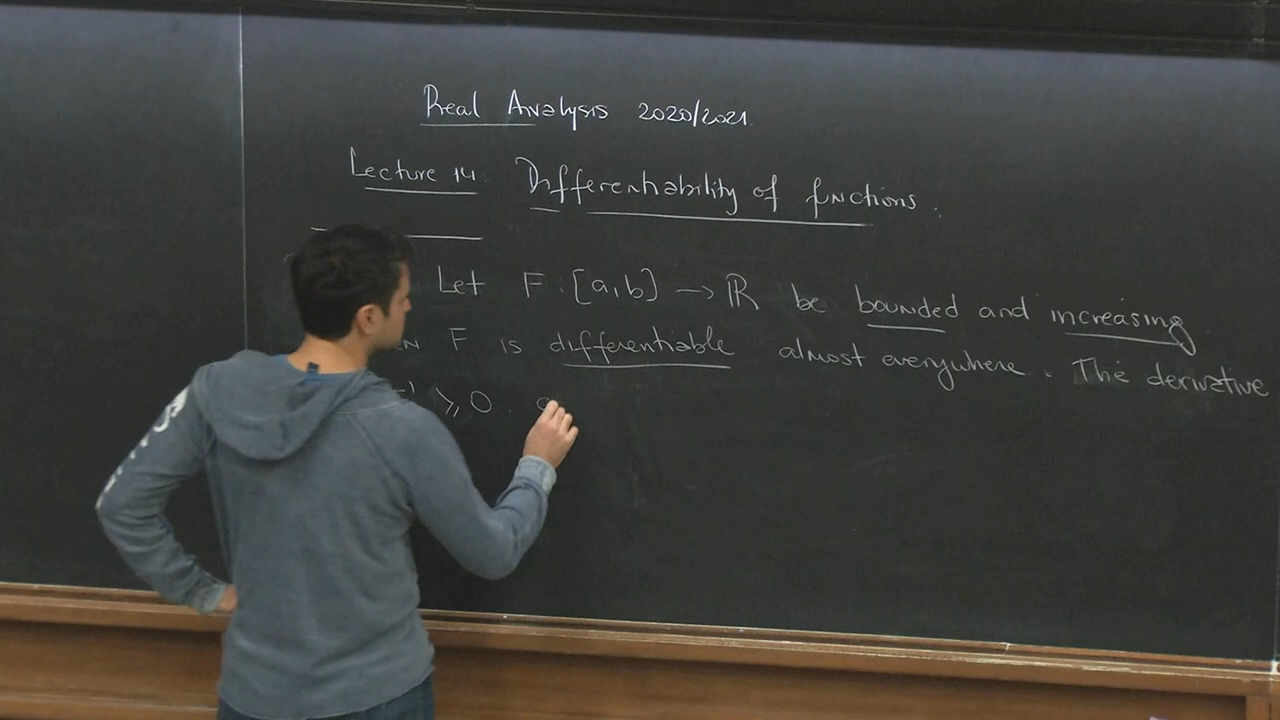 Real Analysis 2020/2021.
Lecture 14. Differentiability of functions.
Let F : [a,b] → ℝ be bounded and increasing
F is differentiable almost everywhere. The derivative
≥ 0.